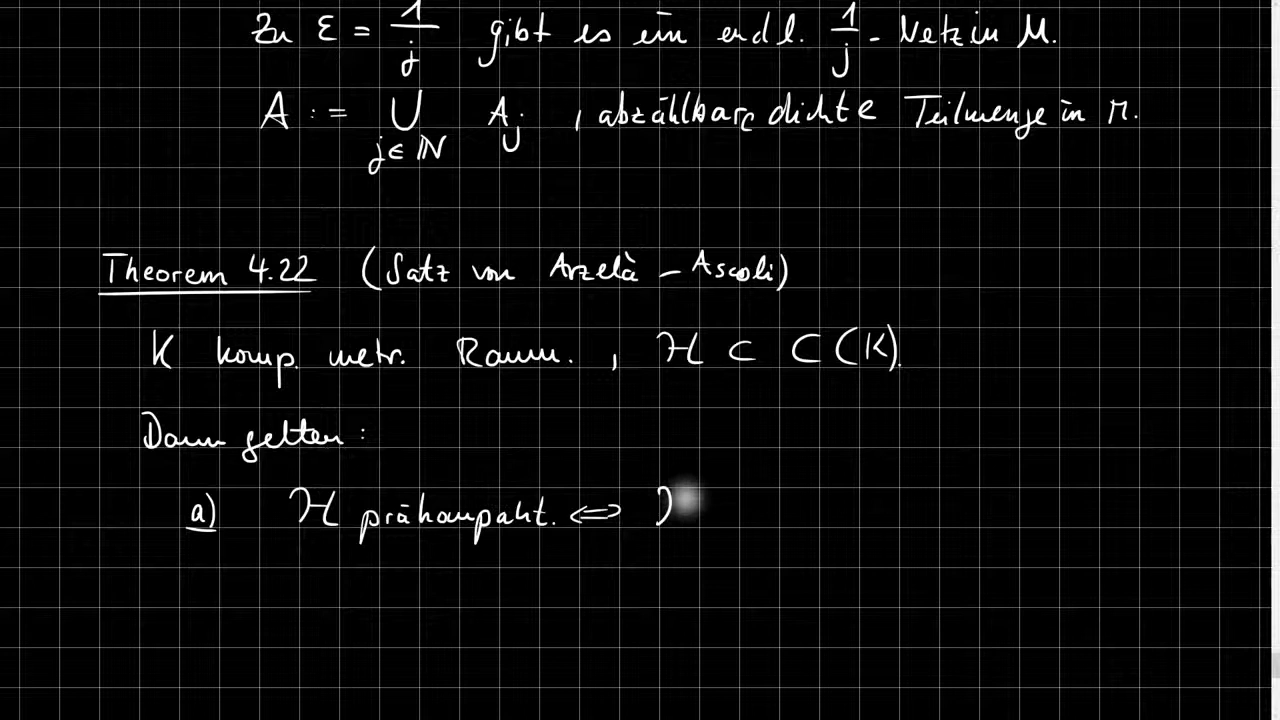 Zu ε = 1/j gibt es ein endl. 1/j - Netz in M.
A := ⋃_{j∈ℕ} A_j , abzählbare dichte Teilmenge in M.
Theorem 4.22 (Satz von Arzelà - Ascoli)
K komp. metr. Raum. , ℋ ⊂ C(K).
Dann gelten:
a) ℋ präkompakt. ⇔